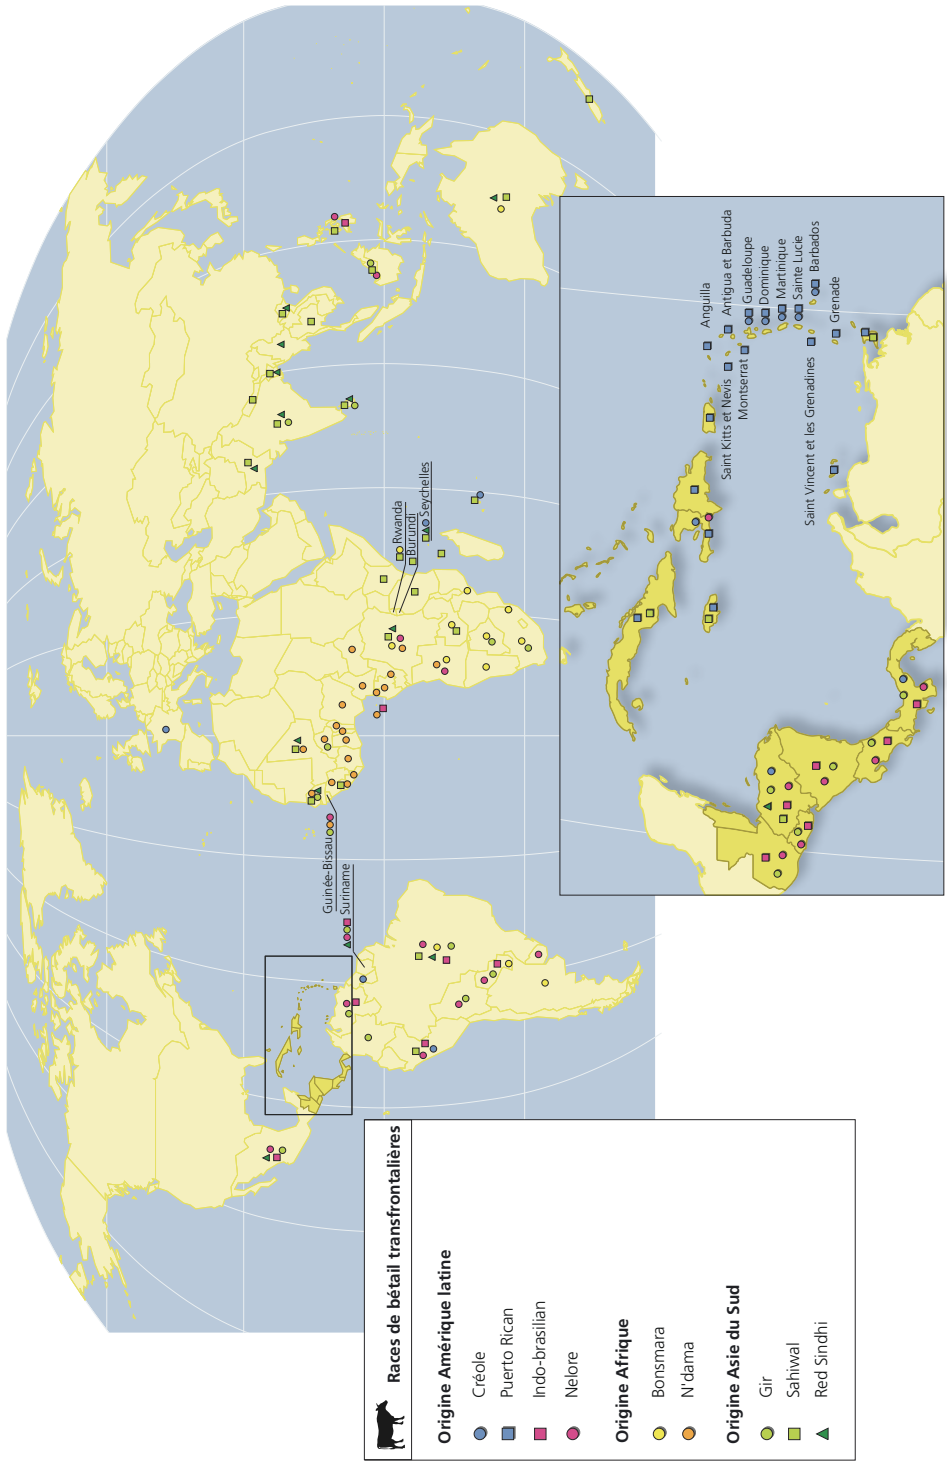 Races de bétail transfrontalières
Origine Amérique latine
Créole
Puerto Rican
Indo-brasilian
Nelore
Origine Afrique
Bonsmara
N'dama
Origine Asie du Sud
Gir
Sahiwal
Red Sindhi
Guinée-Bissau
Suriname
Rwanda
Burundi
Seychelles
Anguilla
Antigua et Barbuda
Guadeloupe
Dominique
Martinique
Sainte Lucie
Barbados
Grenade
Saint Kitts et Nevis
Montserrat
Saint Vincent et les Grenadines